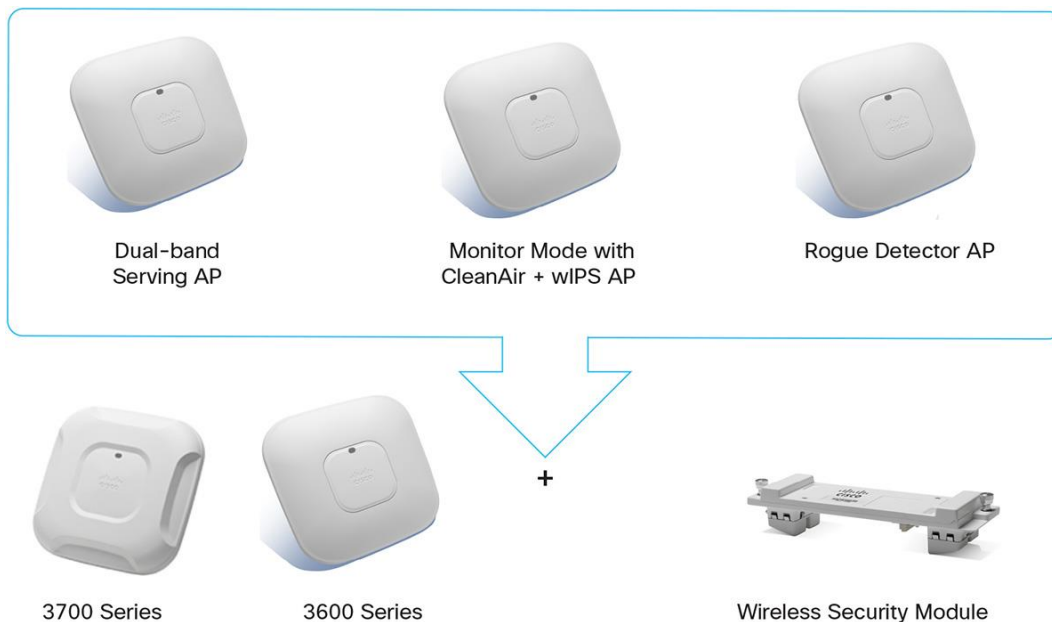 Dual-band
Serving AP
Monitor Mode with
CleanAir + wIPS AP
Rogue Detector AP
+
CISCO
3700 Series
3600 Series
Wireless Security Module